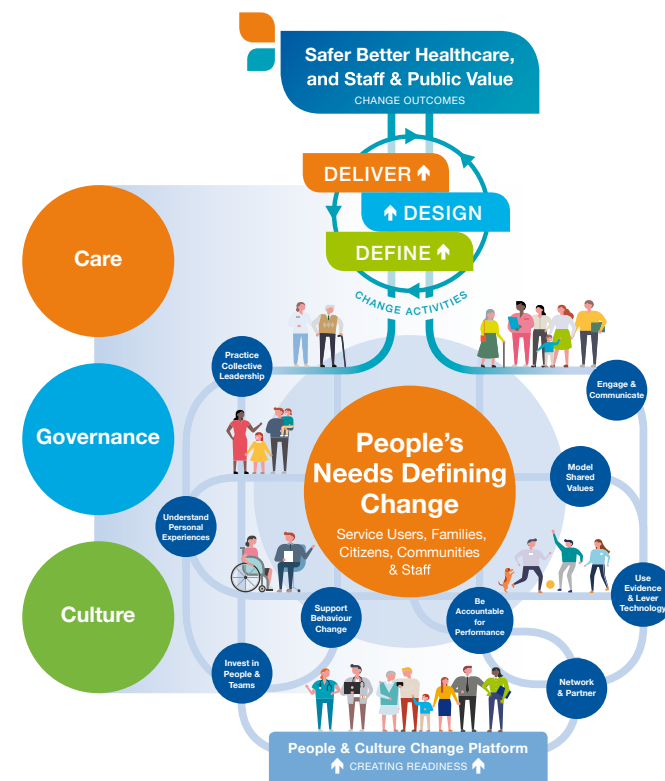 Safer Better Healthcare,
and Staff & Public Value
CHANGE OUTCOMES
DELIVER
DESIGN
DEFINE
CHANGE ACTIVITIES
Care
Governance
Culture
Practice
Collective
Leadership
Engage &
Communicate
People's
Needs Defining
Change
Service Users, Families,
Citizens, Communities
& Staff
Model
Shared
Values
Understand
Personal
Experiences
Use
Evidence
& Lever
Technology
Support
Behaviour
Change
Be
Accountable
for
Performance
Invest in
People &
Teams
Network
& Partner
People & Culture Change Platform
CREATING READINESS